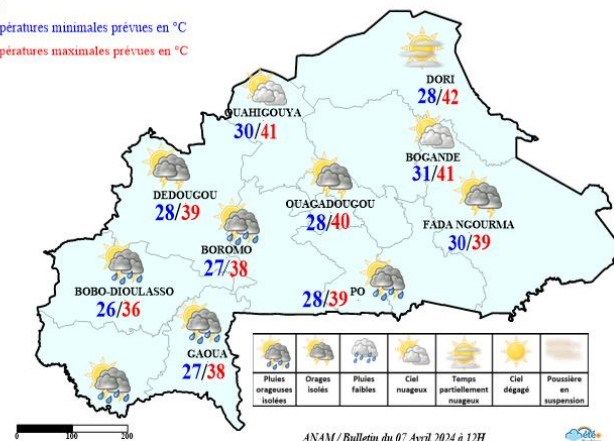 pératures minimales prévues en °C
pératures maximales prévues en °C
DORI
28/42
OUAHIGOUYA
30/41
BOGANDE
31/41
DEDOUGOU
28/39
OUAGADOUGOU
28/40
FADA NGOURMA
30/39
BOROMO
27/38
BOBO-DIOULASSO
26/36
28/39 PO
GAOUA
27/38
Pluies orageuses isolées
Orages isolés
Pluies faibles
Ciel nuageux
Temps partiellement nuageux
Ciel dégagé
Poussière en suspension
0 100 200
ANAM / Bulletin du 07 Avril 2024 à 12H